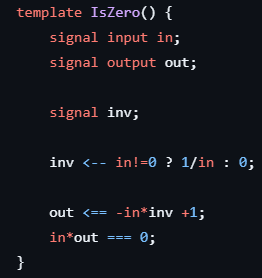 template IsZero() {
signal input in;
signal output out;
signal inv;
inv <-- in!=0 ? 1/in : 0;
out <== -in*inv +1;
in*out === 0;
}